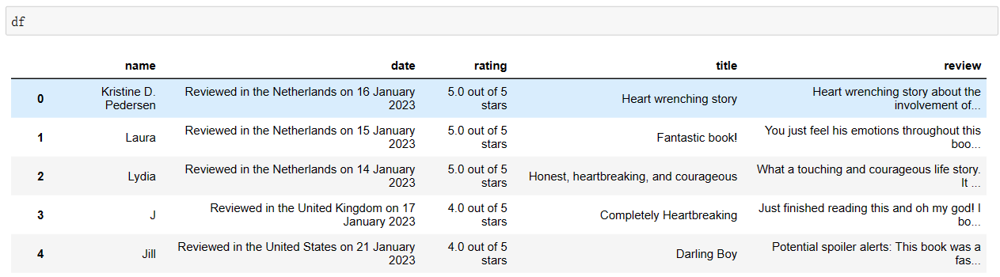 df
name date rating title review
0 Kristine D. Pedersen Reviewed in the Netherlands on 16 January 2023 5.0 out of 5 stars Heart wrenching story Heart wrenching story about the involvement of...
1 Laura Reviewed in the Netherlands on 15 January 2023 5.0 out of 5 stars Fantastic book! You just feel his emotions throughout this boo...
2 Lydia Reviewed in the Netherlands on 14 January 2023 5.0 out of 5 stars Honest, heartbreaking, and courageous What a touching and courageous life story. It ...
3 J Reviewed in the United Kingdom on 17 January 2023 4.0 out of 5 stars Completely Heartbreaking Just finished reading this and oh my god! I bo...
4 Jill Reviewed in the United States on 21 January 2023 4.0 out of 5 stars Darling Boy Potential spoiler alerts: This book was a fas...